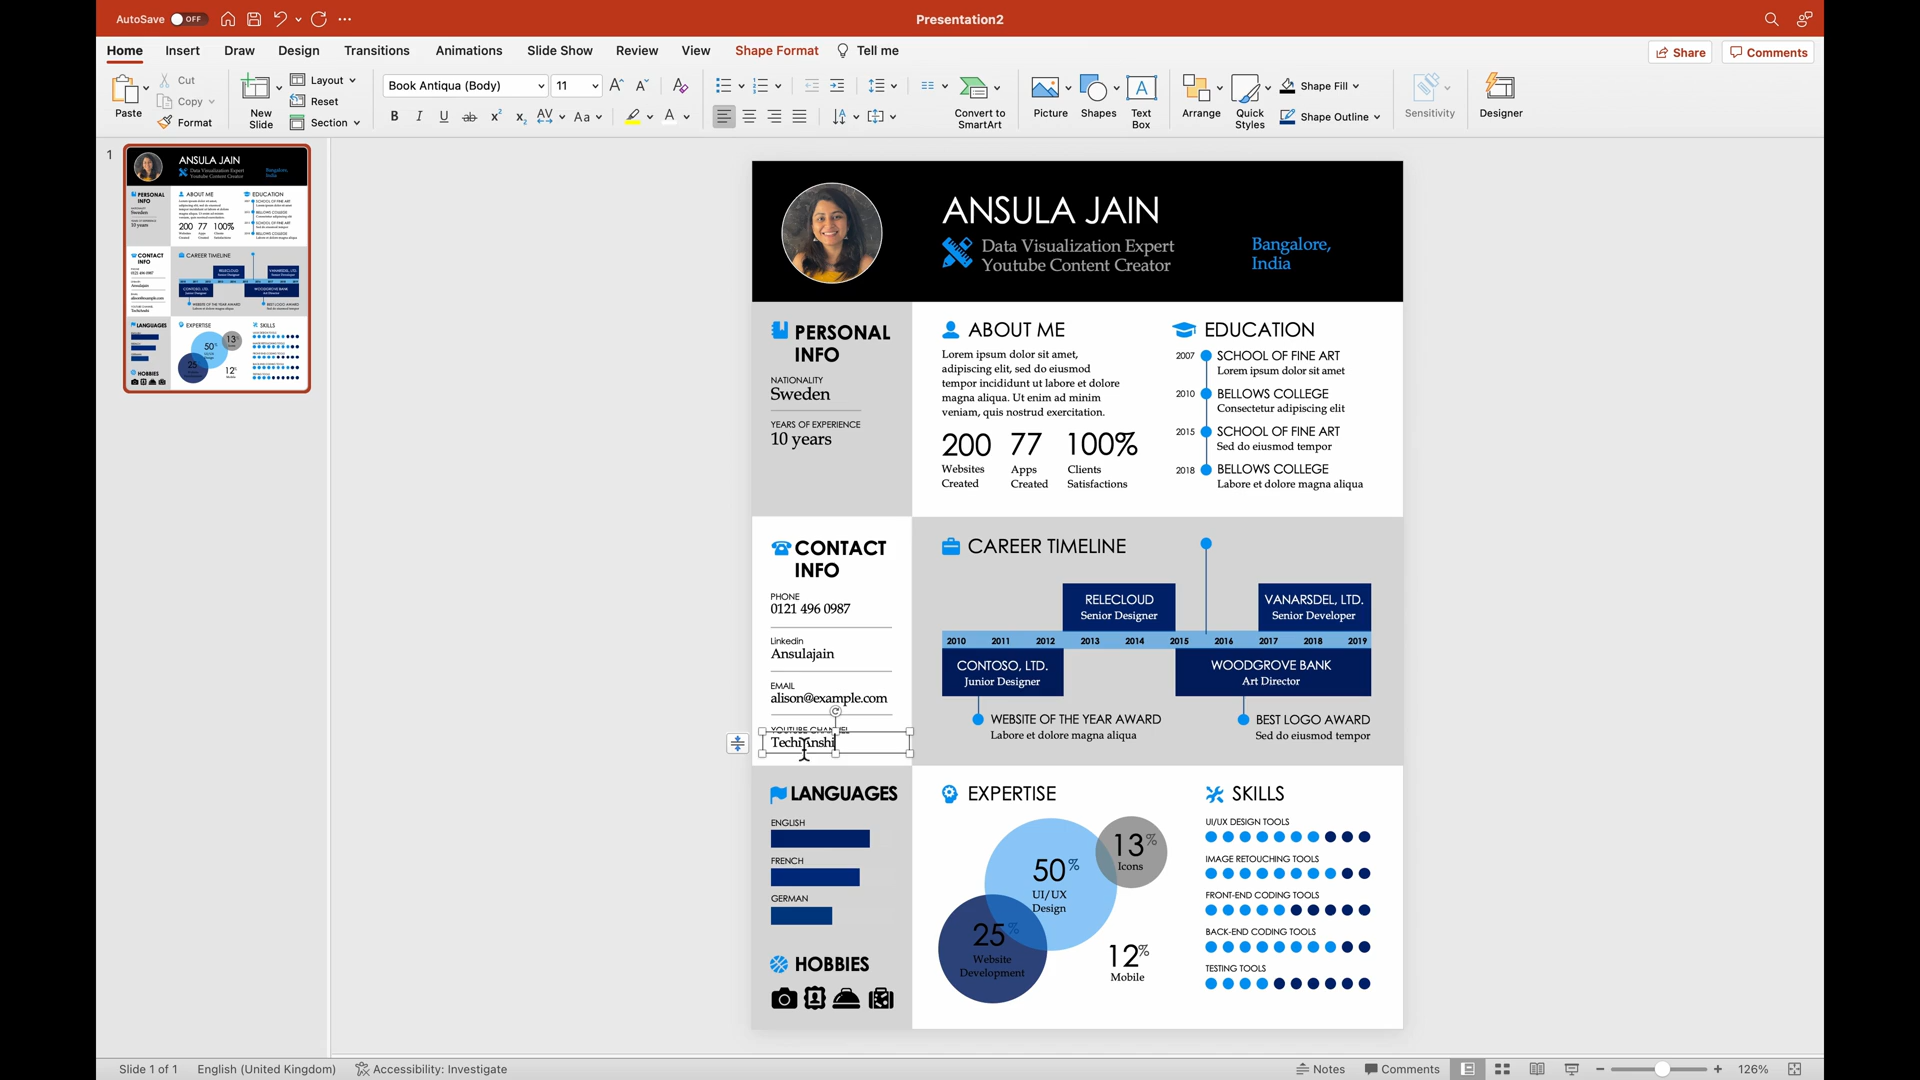 AutoSave OFF
Presentation2
Home Insert Draw Design Transitions Animations Slide Show Review View Shape Format Tell me
Share Comments
Paste
Cut
Copy
Format
New
Slide
Layout
Reset
Section
Book Antiqua (Body) 11
Convert to
SmartArt
Picture
Shapes
Text
Box
Arrange
Quick
Styles
Shape Fill
Shape Outline
Sensitivity
Designer
1
ANSULA JAIN
Data Visualization Expert
Youtube Content Creator
Bangalore,
India
PERSONAL
INFO
NATIONALITY
Sweden
YEARS OF EXPERIENCE
10 years
ABOUT ME
Lorem ipsum dolor sit amet,
adipiscing elit, sed do eiusmod
tempor incididunt ut labore et dolore
magna aliqua. Ut enim ad minim
veniam, quis nostrud exercitation.
200
Websites
Created
77
Apps
Created
100%
Clients
Satisfactions
EDUCATION
2007 SCHOOL OF FINE ART
Lorem ipsum dolor sit amet
2010 BELLOWS COLLEGE
Consectetur adipiscing elit
2015 SCHOOL OF FINE ART
Sed do eiusmod tempor
2018 BELLOWS COLLEGE
Labore et dolore magna aliqua
CONTACT
INFO
PHONE
0121 496 0987
Linkedin
Ansulajain
EMAIL
alison@example.com
YOUTUBE CHANNEL
CAREER TIMELINE
RELECLOUD
Senior Designer
VANARSDEL, LTD.
Senior Developer
2010 2011 2012 2013 2014 2015 2016 2017 2018 2019
CONTOSO, LTD.
Junior Designer
WOODGROVE BANK
Art Director
WEBSITE OF THE YEAR AWARD
Labore et dolore magna aliqua
BEST LOGO AWARD
Sed do eiusmod tempor
LANGUAGES
ENGLISH
FRENCH
GERMAN
HOBBIES
EXPERTISE
50%
UI/UX
Design
13%
Icons
25%
Website
Development
12%
Mobile
SKILLS
UI/UX DESIGN TOOLS
IMAGE RETOUCHING TOOLS
FRONT-END CODING TOOLS
BACK-END CODING TOOLS
TESTING TOOLS
Slide 1 of 1 English (United Kingdom) Accessibility: Investigate
Notes Comments 126%